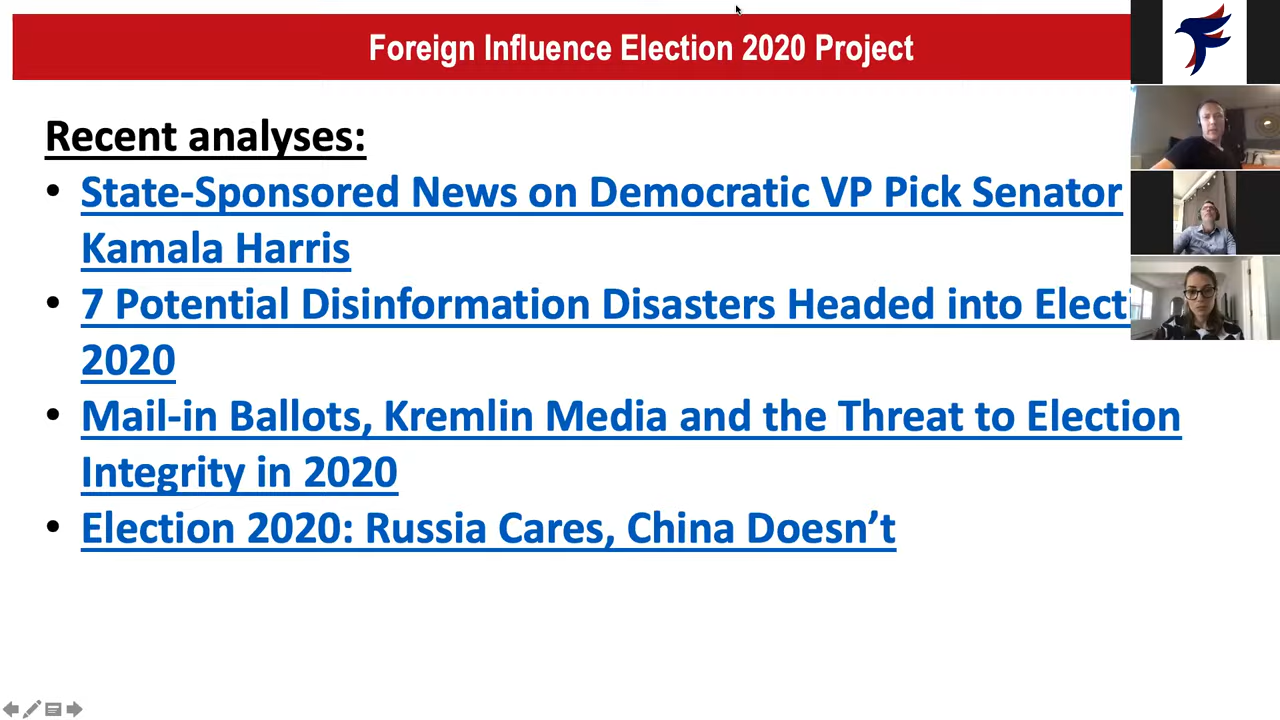 Foreign Influence Election 2020 Project
Recent analyses:
• State-Sponsored News on Democratic VP Pick Senator
Kamala Harris
• 7 Potential Disinformation Disasters Headed into Electi
2020
• Mail-in Ballots, Kremlin Media and the Threat to Election
Integrity in 2020
• Election 2020: Russia Cares, China Doesn’t